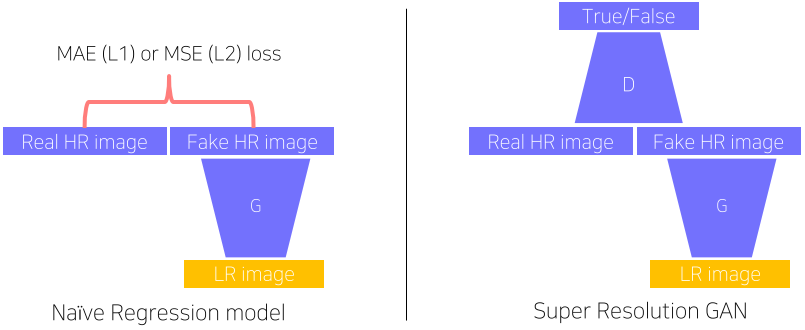 MAE (L1) or MSE (L2) loss
Real HR image
Fake HR image
G
LR image
Naïve Regression model
True/False
D
Real HR image
Fake HR image
G
LR image
Super Resolution GAN